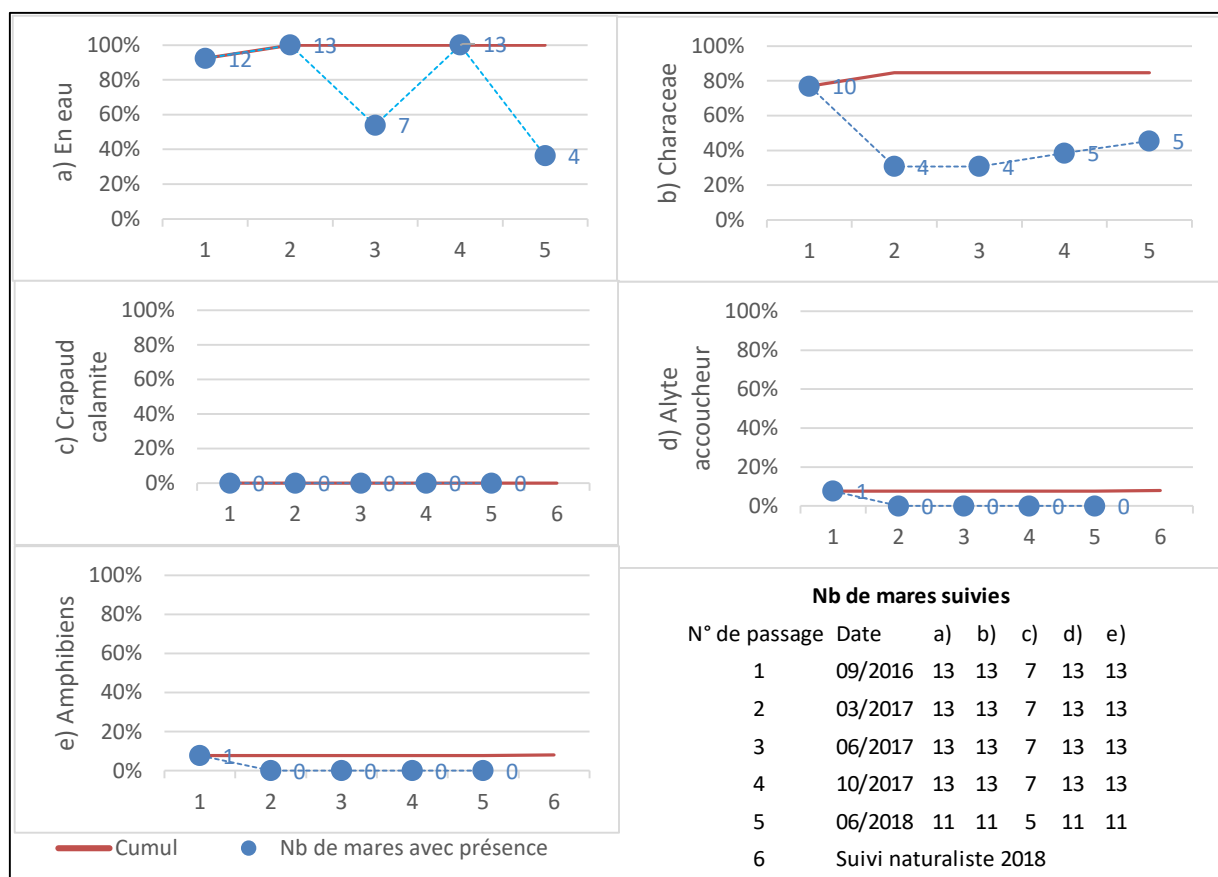 a) En eau
100%
80%
60%
40%
20%
0%
12
13
7
13
4
1 2 3 4 5
b) Characeae
100%
80%
60%
40%
20%
0%
10
4
4
5
5
1 2 3 4 5
c) Crapaud
calamite
100%
80%
60%
40%
20%
0%
0 0 0 0 0
1 2 3 4 5 6
d) Alyte
accoucheur
100%
80%
60%
40%
20%
0%
1 0 0 0 0
1 2 3 4 5 6
e) Amphibiens
100%
80%
60%
40%
20%
0%
1 0 0 0 0
1 2 3 4 5 6
Cumul Nb de mares avec présence
Nb de mares suivies
N° de passage Date a) b) c) d) e)
1 09/2016 13 13 7 13 13
2 03/2017 13 13 7 13 13
3 06/2017 13 13 7 13 13
4 10/2017 13 13 7 13 13
5 06/2018 11 11 5 11 11
6 Suivi naturaliste 2018